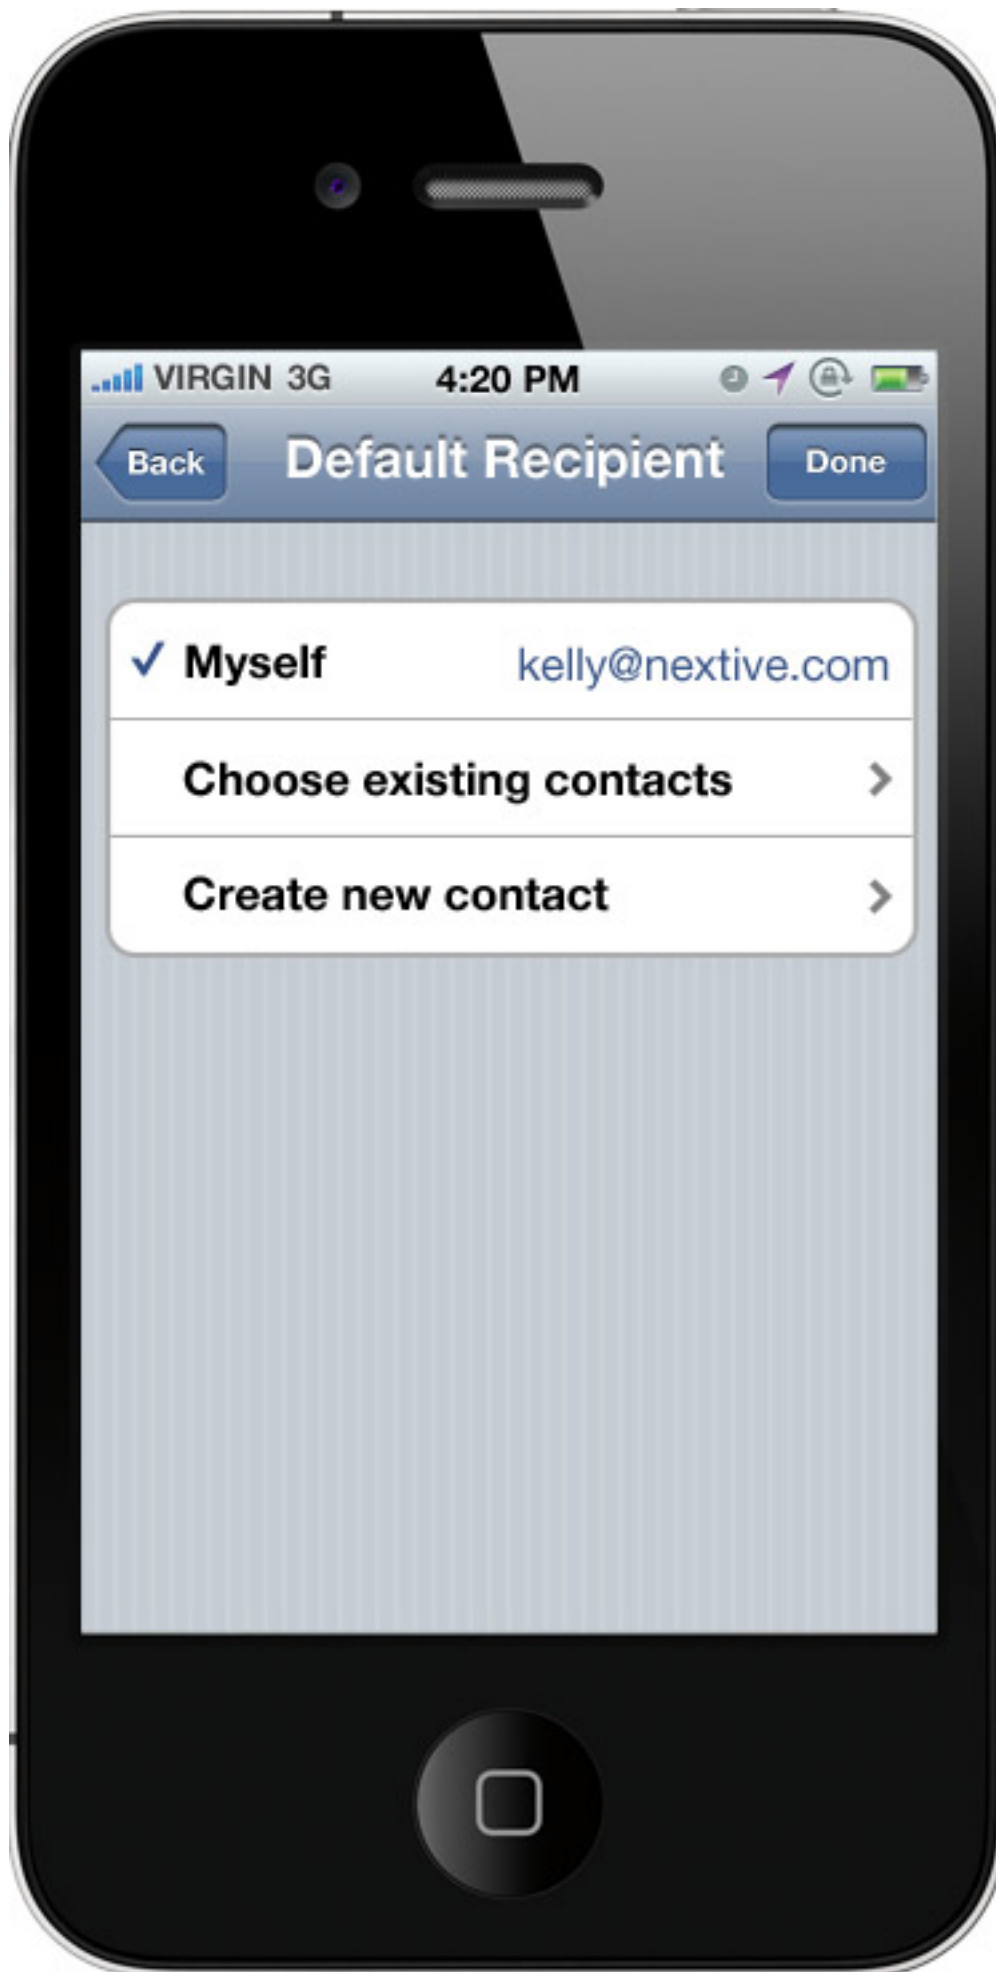 VIRGIN 3G 4:20 PM
Back Default Recipient Done
Myself kelly@nextive.com
Choose existing contacts
Create new contact